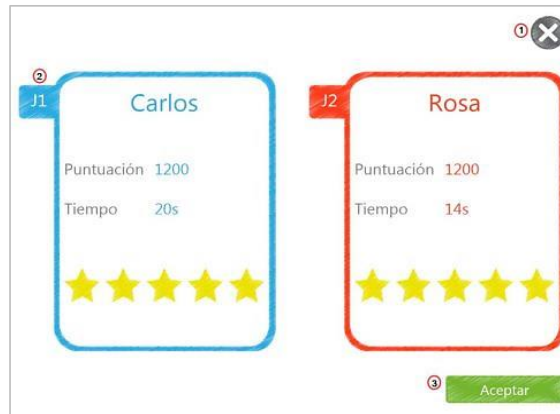 1
2
J1
Carlos
Puntuación 1200
Tiempo 20s
J2
Rosa
Puntuación 1200
Tiempo 14s
3
Aceptar